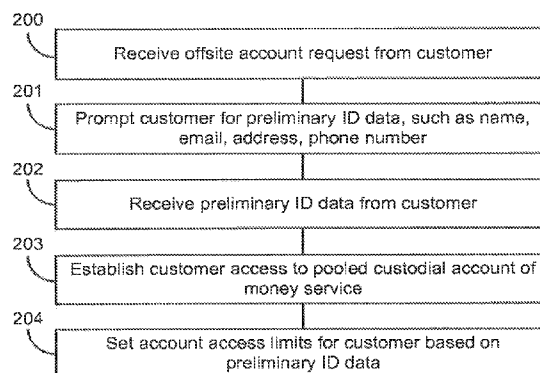 200
Receive offsite account request from customer
201
Prompt customer for preliminary ID data, such as name,
email, address, phone number
202
Receive preliminary ID data from customer
203
Establish customer access to pooled custodial account of
money service
204
Set account access limits for customer based on
preliminary ID data